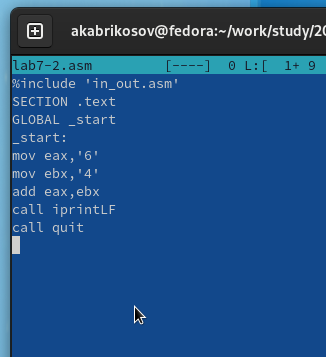 akabrikosov@fedora:~/work/study/20
lab7-2.asm [----] 0 L:[ 1+ 9
%include 'in_out.asm'
SECTION .text
GLOBAL _start
_start:
mov eax,'6'
mov ebx,'4'
add eax,ebx
call iprintLF
call quit